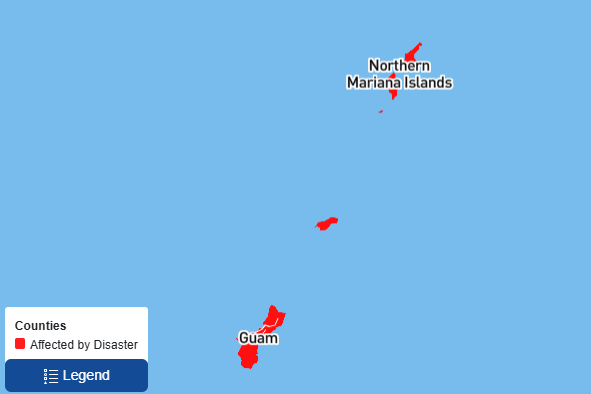 Northern
Mariana Islands
Guam
Counties
Affected by Disaster
Legend